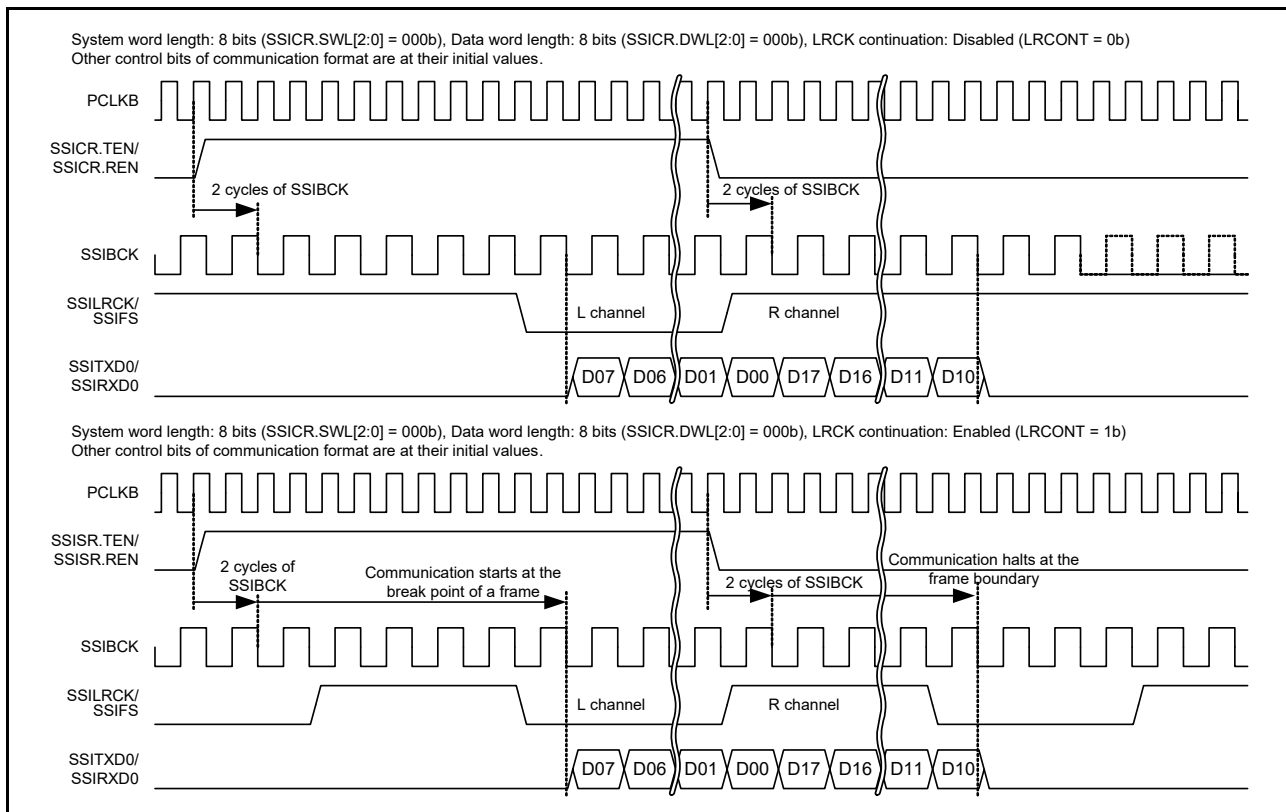 System word length: 8 bits (SSICR.SWL[2:0] = 000b), Data word length: 8 bits (SSICR.DWL[2:0] = 000b), LRCK continuation: Disabled (LRCONT = 0b)
Other control bits of communication format are at their initial values.
PCLKB
SSICR.TEN/
SSICR.REN
2 cycles of SSIBCK
2 cycles of SSIBCK
SSIBCK
SSILRCK/
SSIFS
L channel
R channel
SSITXD0/
SSIRXD0
D07 D06 D01 D00 D17 D16 D11 D10
System word length: 8 bits (SSICR.SWL[2:0] = 000b), Data word length: 8 bits (SSICR.DWL[2:0] = 000b), LRCK continuation: Enabled (LRCONT = 1b)
Other control bits of communication format are at their initial values.
PCLKB
SSISR.TEN/
SSISR.REN
2 cycles of
SSIBCK
Communication starts at the
break point of a frame
2 cycles of SSIBCK
Communication halts at the
frame boundary
SSIBCK
SSILRCK/
SSIFS
L channel
R channel
SSITXD0/
SSIRXD0
D07 D06 D01 D00 D17 D16 D11 D10